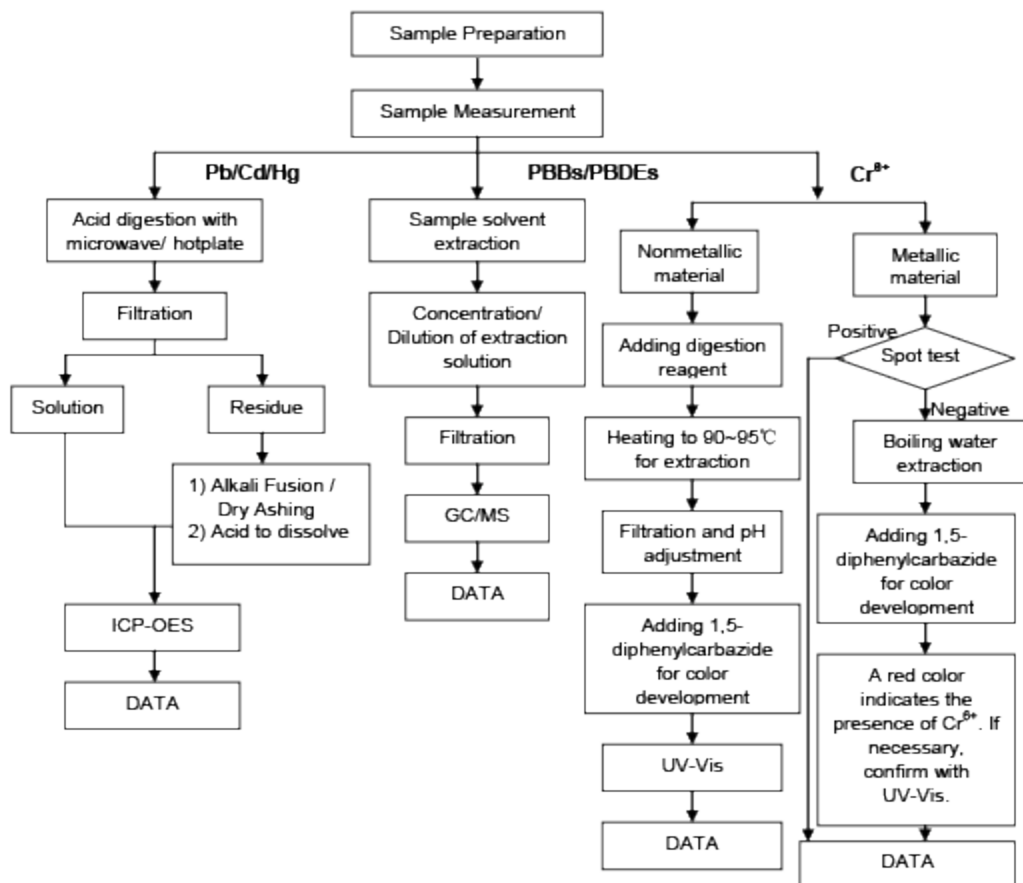 Sample Preparation
Sample Measurement
Pb/Cd/Hg
PBBs/PBDEs
Cr⁶⁺
Acid digestion with
microwave/ hotplate
Filtration
Solution
Residue
1) Alkali Fusion /
Dry Ashing
2) Acid to dissolve
ICP-OES
DATA
Sample solvent
extraction
Concentration/
Dilution of extraction
solution
Filtration
GC/MS
DATA
Nonmetallic
material
Adding digestion
reagent
Heating to 90~95℃
for extraction
Filtration and pH
adjustment
Adding 1,5-
diphenylcarbazide
for color
development
UV-Vis
DATA
Metallic
material
Positive
Spot test
Negative
Boiling water
extraction
Adding 1,5-
diphenylcarbazide
for color
development
A red color
indicates the
presence of Cr⁶⁺. If
necessary,
confirm with
UV-Vis.
DATA